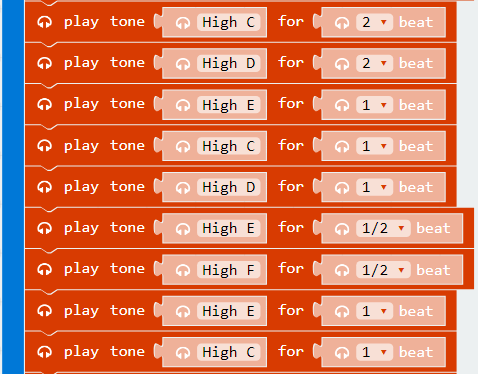 play tone High C for 2 beat
play tone High D for 2 beat
play tone High E for 1 beat
play tone High C for 1 beat
play tone High D for 1 beat
play tone High E for 1/2 beat
play tone High F for 1/2 beat
play tone High E for 1 beat
play tone High C for 1 beat